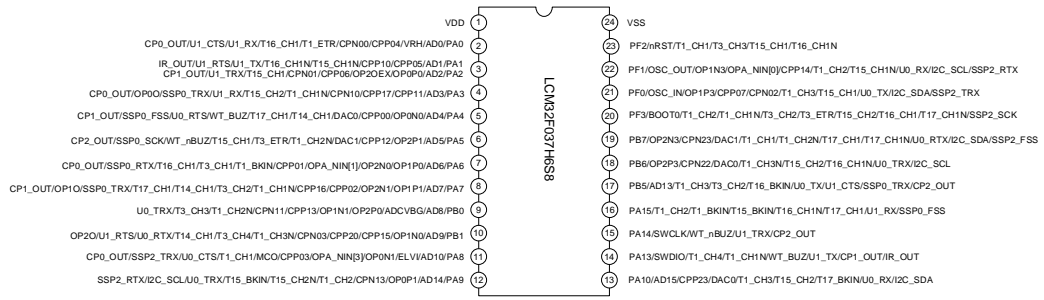 VDD 1
CP0_OUT/U1_CTS/U1_RX/T16_CH1/T1_ETR/CPN00/CPP04/VRH/AD0/PA0 2
IR_OUT/U1_RTS/U1_TX/T16_CH1N/T15_CH1N/CPP10/CPP05/AD1/PA1
CP1_OUT/U1_TRX/T15_CH1/CPN01/CPP06/OP2OEX/OP0P0/AD2/PA2 3
CP0_OUT/OP0O/SSP0_TRX/U1_RX/T15_CH2/T1_CH1N/CPN10/CPP17/CPP11/AD3/PA3 4
CP1_OUT/SSP0_FSS/U0_RTS/WT_BUZ/T17_CH1/T14_CH1/DAC0/CPP00/OP0N0/AD4/PA4 5
CP2_OUT/SSP0_SCK/WT_nBUZ/T15_CH1/T3_ETR/T1_CH2N/DAC1/CPP12/OP2P1/AD5/PA5 6
CP0_OUT/SSP0_RTX/T16_CH1/T3_CH1/T1_BKIN/CPP01/OPA_NIN[1]/OP2N0/OP1P0/AD6/PA6 7
CP1_OUT/OP1O/SSP0_TRX/T17_CH1/T14_CH1/T3_CH2/T1_CH1N/CPP16/CPP02/OP2N1/OP1P1/AD7/PA7 8
U0_TRX/T3_CH3/T1_CH2N/CPN11/CPP13/OP1N1/OP2P0/ADCVBG/AD8/PB0 9
OP2O/U1_RTS/U0_RTX/T14_CH1/T3_CH4/T1_CH3N/CPN03/CPP20/CPP15/OP1N0/AD9/PB1 10
CP0_OUT/SSP2_TRX/U0_CTS/T1_CH1/MCO/CPP03/OPA_NIN[3]/OP0N1/ELVI/AD10/PA8 11
SSP2_RTX/I2C_SCL/U0_TRX/T15_BKIN/T15_CH2N/T1_CH2/CPN13/OP0P1/AD14/PA9 12
LCM32F037H6S8
24 VSS
23 PF2/nRST/T1_CH1/T3_CH3/T15_CH1/T16_CH1N
22 PF1/OSC_OUT/OP1N3/OPA_NIN[0]/CPP14/T1_CH2/T15_CH1N/U0_RX/I2C_SCL/SSP2_RTX
21 PF0/OSC_IN/OP1P3/CPP07/CPN02/T1_CH3/T15_CH1/U0_TX/I2C_SDA/SSP2_TRX
20 PF3/BOOT0/T1_CH2/T1_CH1N/T3_CH2/T3_ETR/T15_CH2/T16_CH1/T17_CH1N/SSP2_SCK
19 PB7/OP2N3/CPN23/DAC1/T1_CH1/T1_CH2N/T17_CH1/T17_CH1N/U0_RTX/I2C_SDA/SSP2_FSS
18 PB6/OP2P3/CPN22/DAC0/T1_CH3N/T15_CH2/T16_CH1N/U0_TRX/I2C_SCL
17 PB5/AD13/T1_CH3/T3_CH2/T16_BKIN/U0_TX/U1_CTS/SSP0_TRX/CP2_OUT
16 PA15/T1_CH2/T1_BKIN/T15_BKIN/T16_CH1N/T17_CH1/U1_RX/SSP0_FSS
15 PA14/SWCLK/WT_nBUZ/U1_TRX/CP2_OUT
14 PA13/SWDIO/T1_CH4/T1_CH1N/WT_BUZ/U1_TX/CP1_OUT/IR_OUT
13 PA10/AD15/CPP23/DAC0/T1_CH3/T15_CH2/T17_BKIN/U0_RX/I2C_SDA